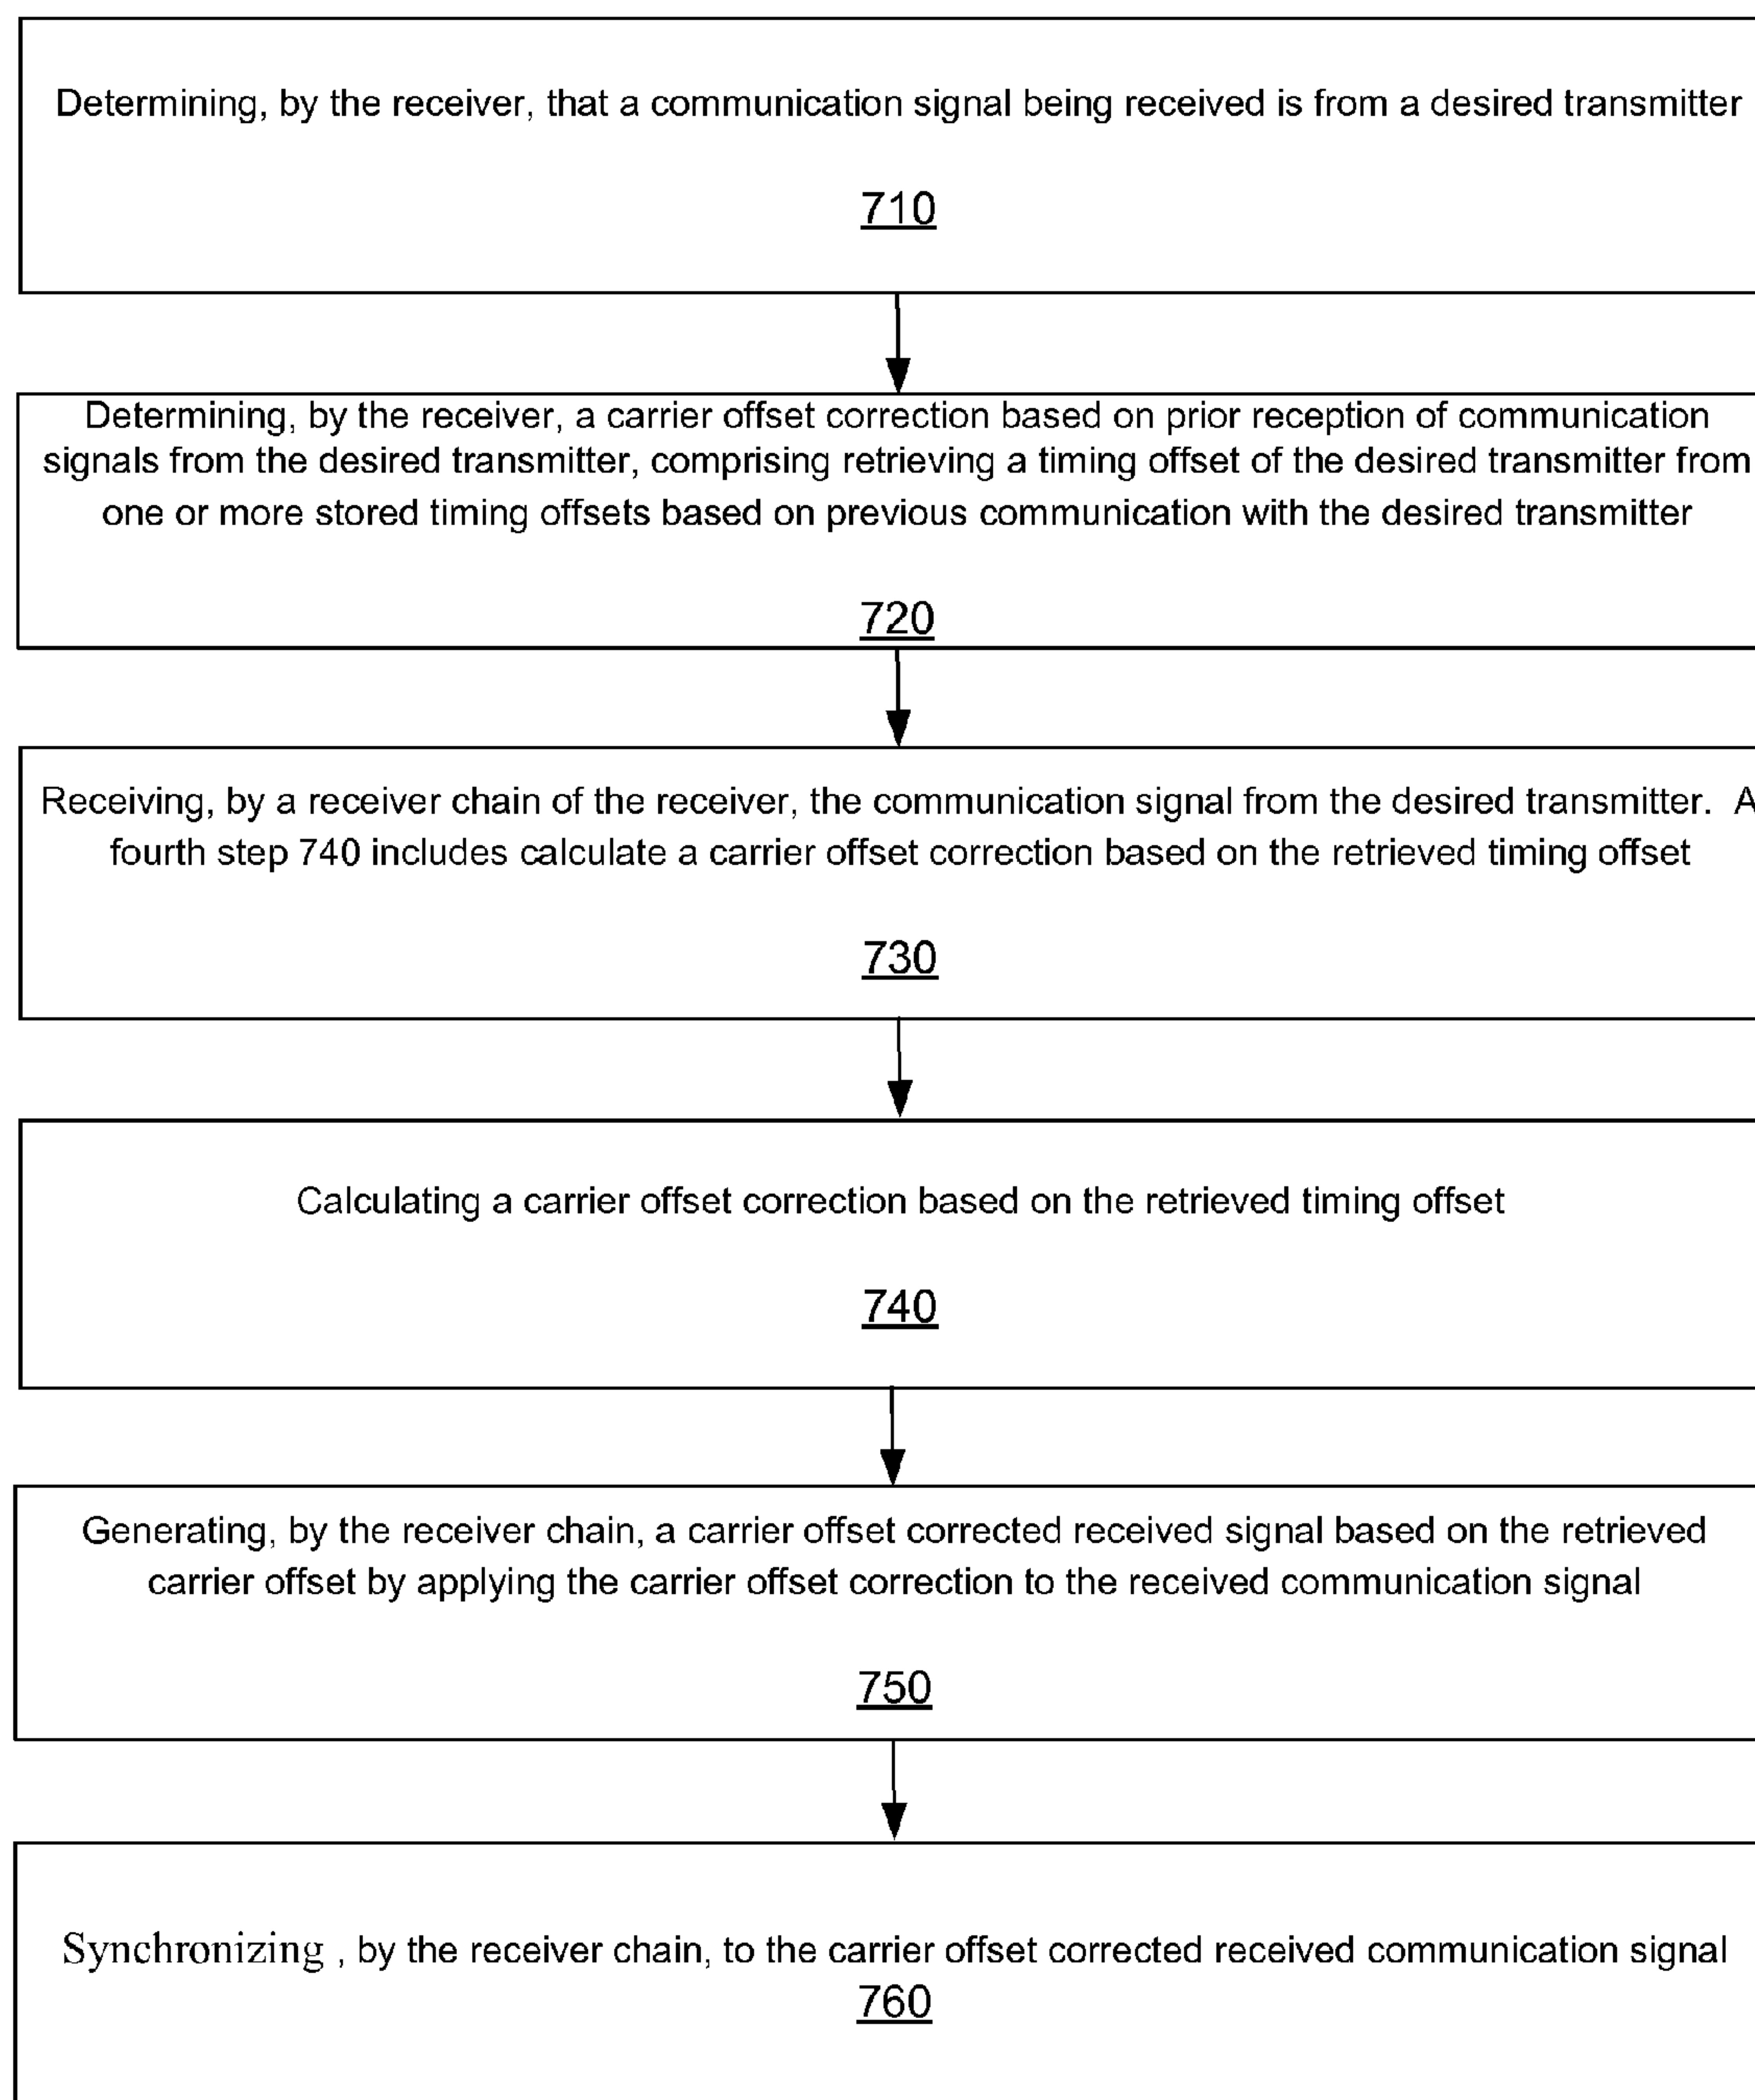 Determining, by the receiver, that a communication signal being received is from a desired transmitter
710
Determining, by the receiver, a carrier offset correction based on prior reception of communication
signals from the desired transmitter, comprising retrieving a timing offset of the desired transmitter from
one or more stored timing offsets based on previous communication with the desired transmitter
720
Receiving, by a receiver chain of the receiver, the communication signal from the desired transmitter. A
fourth step 740 includes calculate a carrier offset correction based on the retrieved timing offset
730
Calculating a carrier offset correction based on the retrieved timing offset
740
Generating, by the receiver chain, a carrier offset corrected received signal based on the retrieved
carrier offset by applying the carrier offset correction to the received communication signal
750
Synchronizing , by the receiver chain, to the carrier offset corrected received communication signal
760